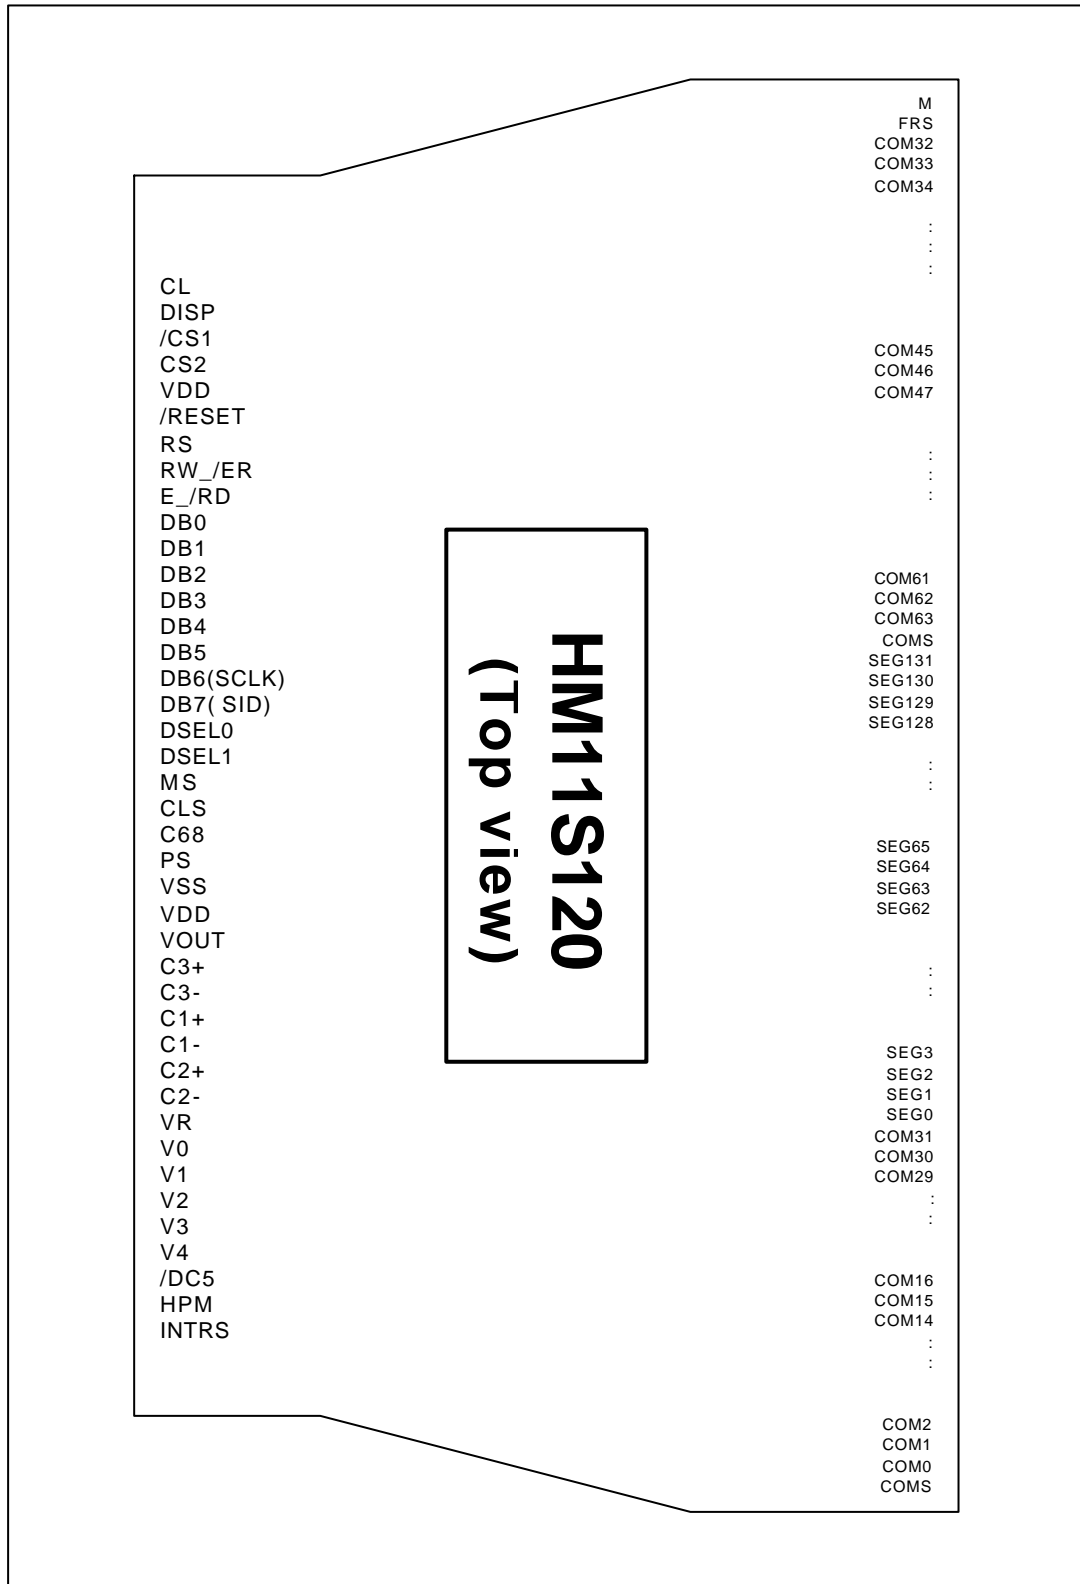 CL
DISP
/CS1
CS2
VDD
/RESET
RS
RW_/ER
E_/RD
DB0
DB1
DB2
DB3
DB4
DB5
DB6(SCLK)
DB7( SID)
DSEL0
DSEL1
MS
CLS
C68
PS
VSS
VDD
VOUT
C3+
C3-
C1+
C1-
C2+
C2-
VR
V0
V1
V2
V3
V4
/DC5
HPM
INTRS
HM11S120
(Top view)
M
FRS
COM32
COM33
COM34
:
:
:
COM45
COM46
COM47
:
:
:
COM61
COM62
COM63
COMS
SEG131
SEG130
SEG129
SEG128
:
:
SEG65
SEG64
SEG63
SEG62
:
:
SEG3
SEG2
SEG1
SEG0
COM31
COM30
COM29
:
:
COM16
COM15
COM14
:
:
COM2
COM1
COM0
COMS